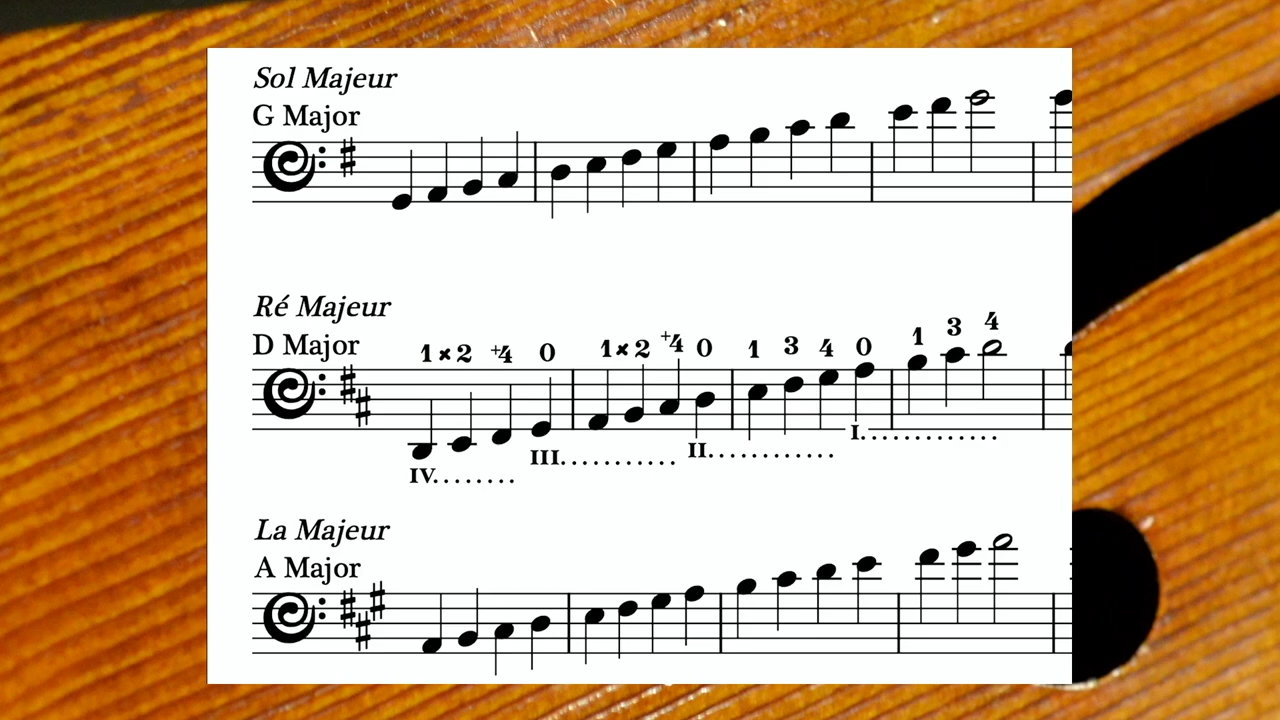 Sol Majeur
G Major
Ré Majeur
D Major
1 × 2 +4 0 1 × 2 +4 0 1 3 4 0 1 3 4
IV........ III........... II............ I.............
La Majeur
A Major